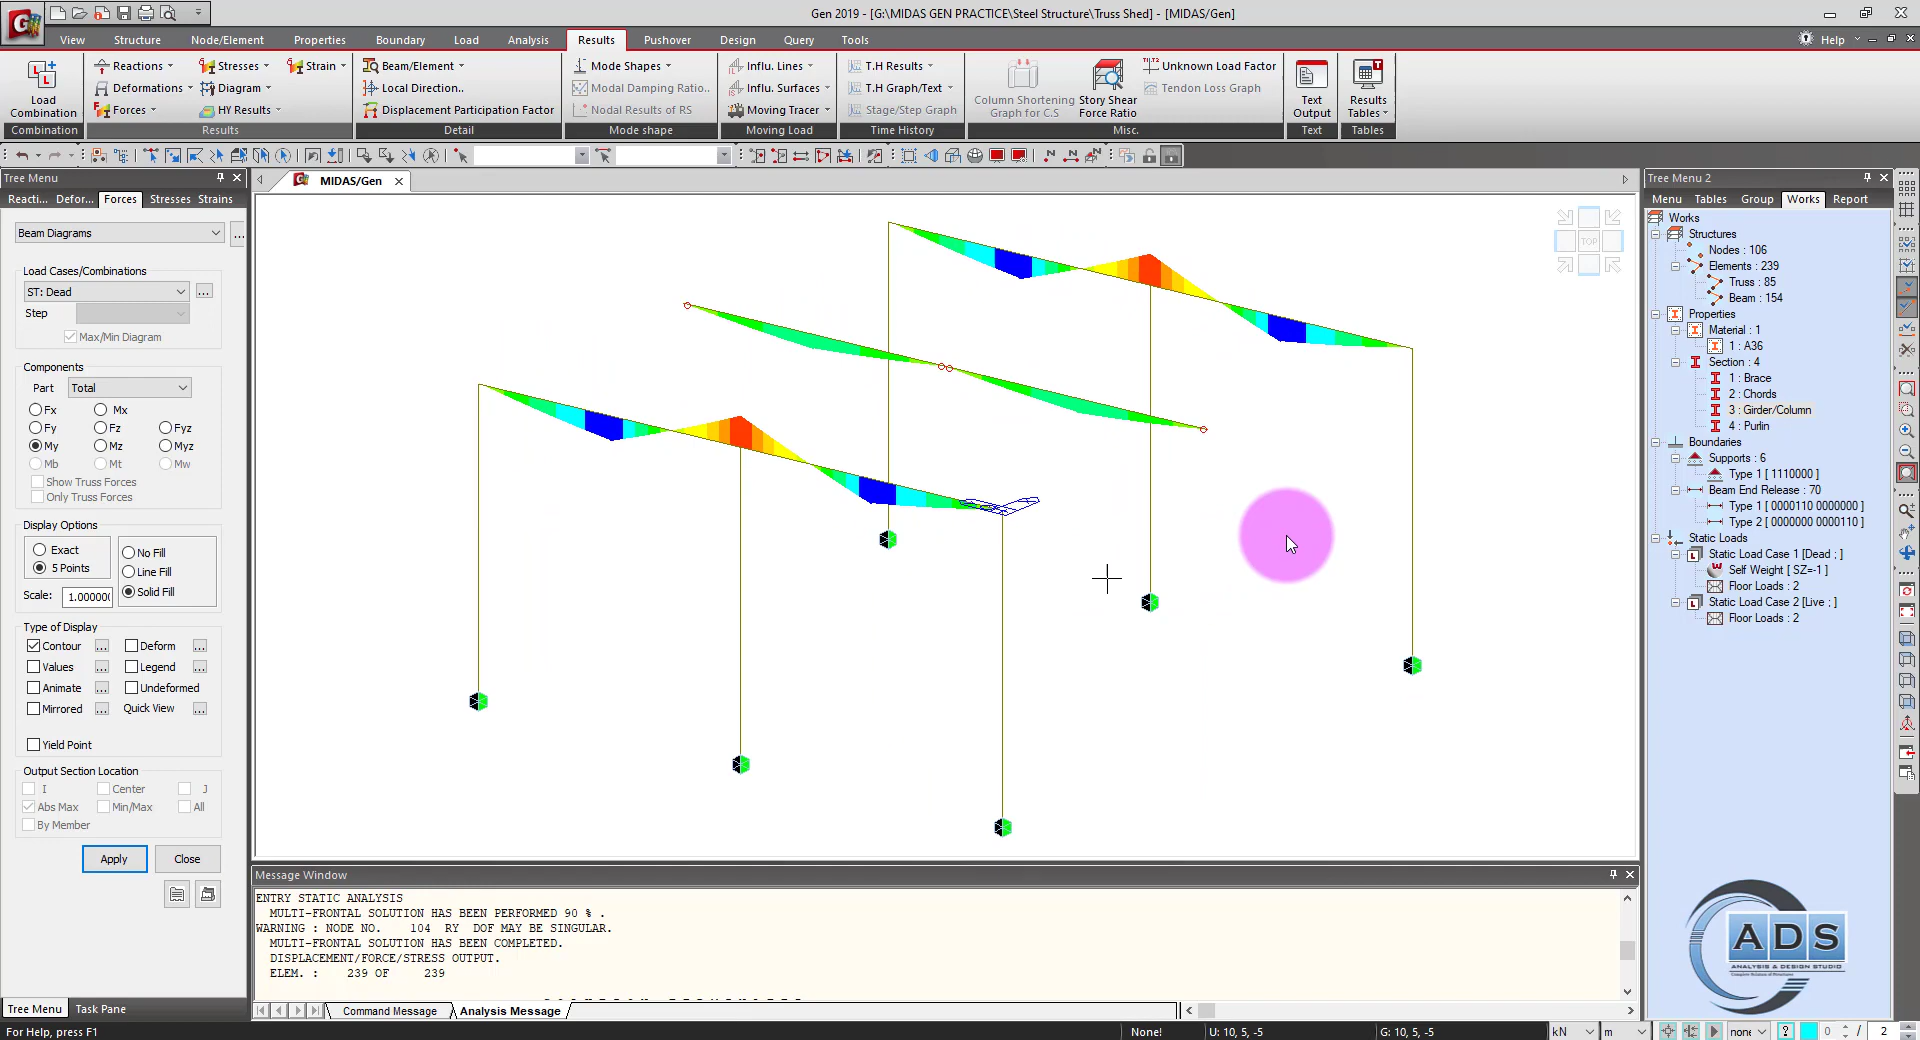 Gen 2019 - [G:\MIDAS GEN PRACTICE\Steel Structure\Truss Shed] - [MIDAS/Gen]
View Structure Node/Element Properties Boundary Load Analysis Results Pushover Design Query Tools Help
Load Combination
Reactions Stresses Strain
Deformations Diagram
Forces HY Results
Beam/Element
Local Direction..
Displacement Participation Factor
Mode Shapes
Modal Damping Ratio..
Nodal Results of RS
Influ. Lines
Influ. Surfaces
Moving Tracer
T.H Results
T.H Graph/Text
Stage/Step Graph
Column Shortening Graph for C.S
Story Shear Force Ratio
Unknown Load Factor
Tendon Loss Graph
Text Output
Results Tables
Combination Results Detail Mode shape Moving Load Time History Misc. Text Tables
Tree Menu
Reacti... Defor... Forces Stresses Strains
Beam Diagrams
Load Cases/Combinations
ST: Dead
Step
Max/Min Diagram
Components
Part Total
Fx Mx
Fy Fz Fyz
My Mz Myz
Mb Mt Mw
Show Truss Forces
Only Truss Forces
Display Options
Exact
5 Points
No Fill
Line Fill
Solid Fill
Scale: 1.00000
Type of Display
Contour Deform
Values Legend
Animate Undeformed
Mirrored Quick View
Yield Point
Output Section Location
I Center J
Abs Max Min/Max All
By Member
Apply Close
Tree Menu Task Pane
MIDAS/Gen
TOP
Message Window
ENTRY STATIC ANALYSIS
MULTI-FRONTAL SOLUTION HAS BEEN PERFORMED 90 % .
WARNING : NODE NO. 104 RY DOF MAY BE SINGULAR.
MULTI-FRONTAL SOLUTION HAS BEEN COMPLETED.
DISPLACEMENT/FORCE/STRESS OUTPUT.
ELEM. : 239 OF 239
Command Message Analysis Message
Tree Menu 2
Menu Tables Group Works Report
Works
Structures
Nodes : 106
Elements : 239
Truss : 85
Beam : 154
Properties
Material : 1
1 : A36
Section : 4
1 : Brace
2 : Chords
3 : Girder/Column
4 : Purlin
Boundaries
Supports : 6
Type 1 [ 1110000 ]
Beam End Release : 70
Type 1 [ 0000110 0000000 ]
Type 2 [ 0000000 0000110 ]
Static Loads
Static Load Case 1 [Dead ; ]
Self Weight [ SZ=-1 ]
Floor Loads : 2
Static Load Case 2 [Live ; ]
Floor Loads : 2
ADS
ANALYSIS & DESIGN STUDIO
For Help, press F1
None! U: 10, 5, -5 G: 10, 5, -5 kN m none 0 / 2